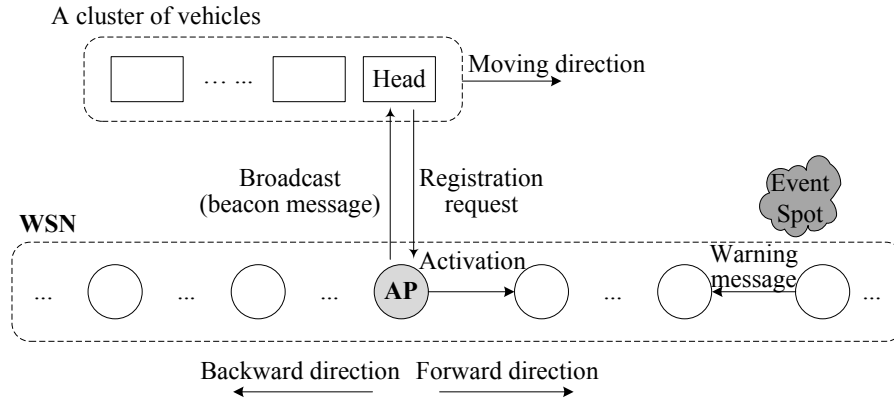 A cluster of vehicles
... ...
Head
Moving direction
Broadcast
(beacon message)
Registration
request
Event
Spot
WSN
Activation
Warning
message
...
...
...
AP
...
...
Backward direction
Forward direction